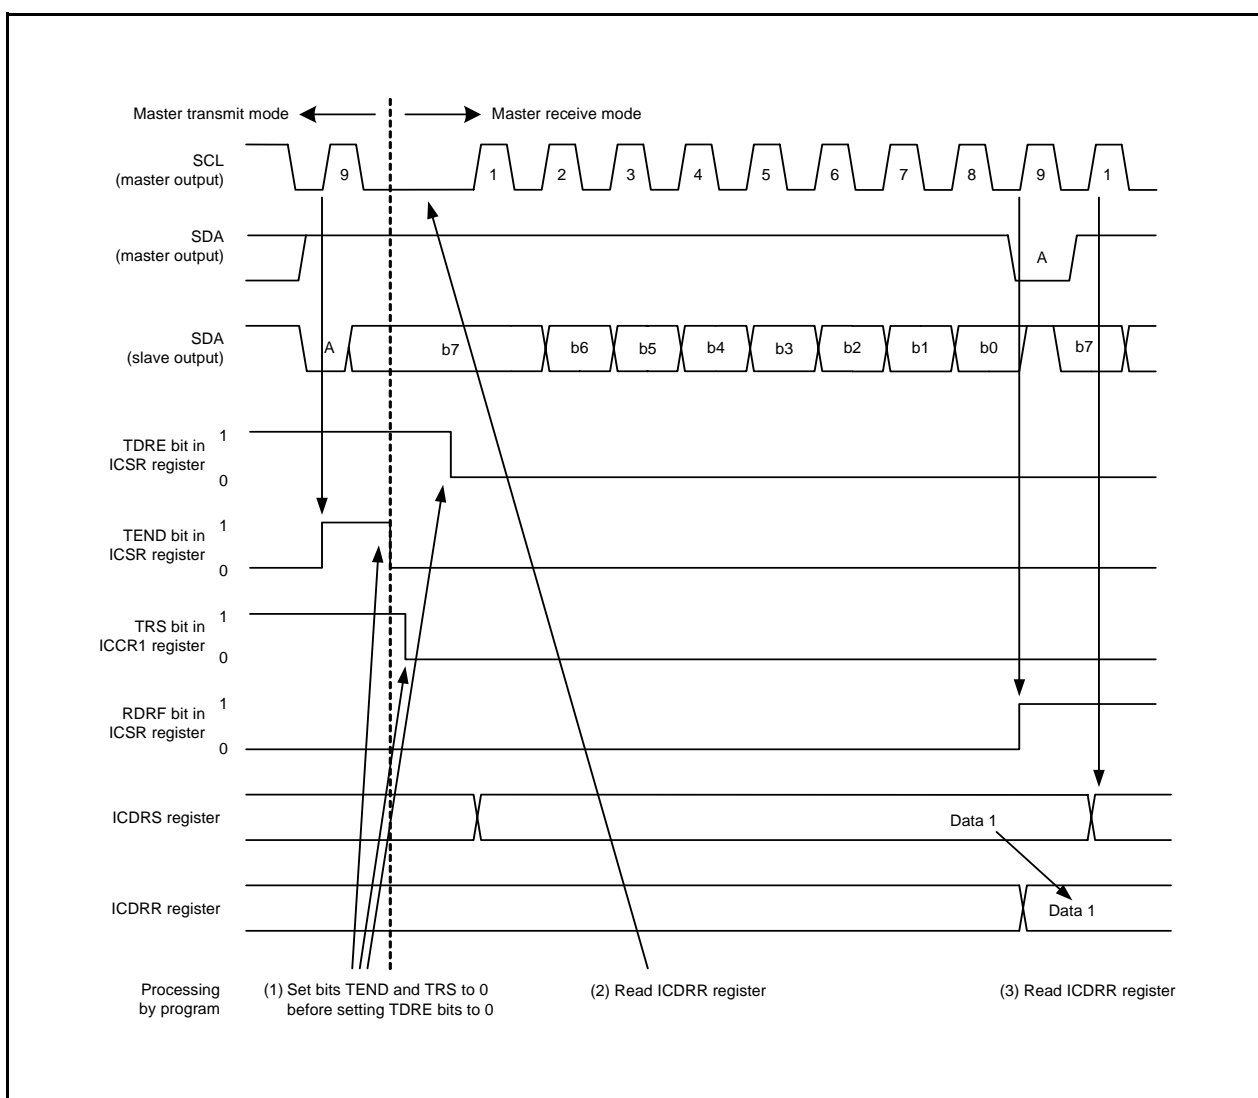 Master transmit mode
Master receive mode
SCL
(master output)
9 1 2 3 4 5 6 7 8 9 1
SDA
(master output)
A
SDA
(slave output)
A b7 b6 b5 b4 b3 b2 b1 b0 b7
TDRE bit in
ICSR register
1
0
TEND bit in
ICSR register
1
0
TRS bit in
ICCR1 register
1
0
RDRF bit in
ICSR register
1
0
ICDRS register
Data 1
ICDRR register
Data 1
Processing
by program
(1) Set bits TEND and TRS to 0
before setting TDRE bits to 0
(2) Read ICDRR register
(3) Read ICDRR register